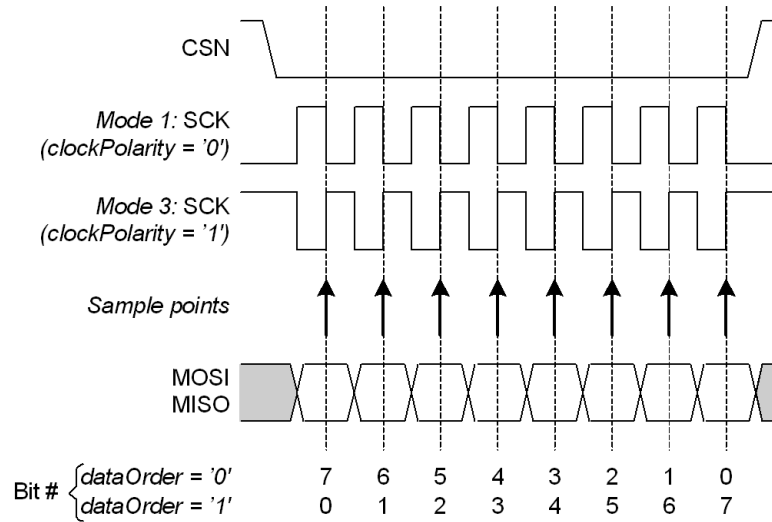 CSN
Mode 1: SCK
(clockPolarity = '0')
Mode 3: SCK
(clockPolarity = '1')
Sample points
MOSI
MISO
Bit # dataOrder = '0' 7 6 5 4 3 2 1 0
dataOrder = '1' 0 1 2 3 4 5 6 7